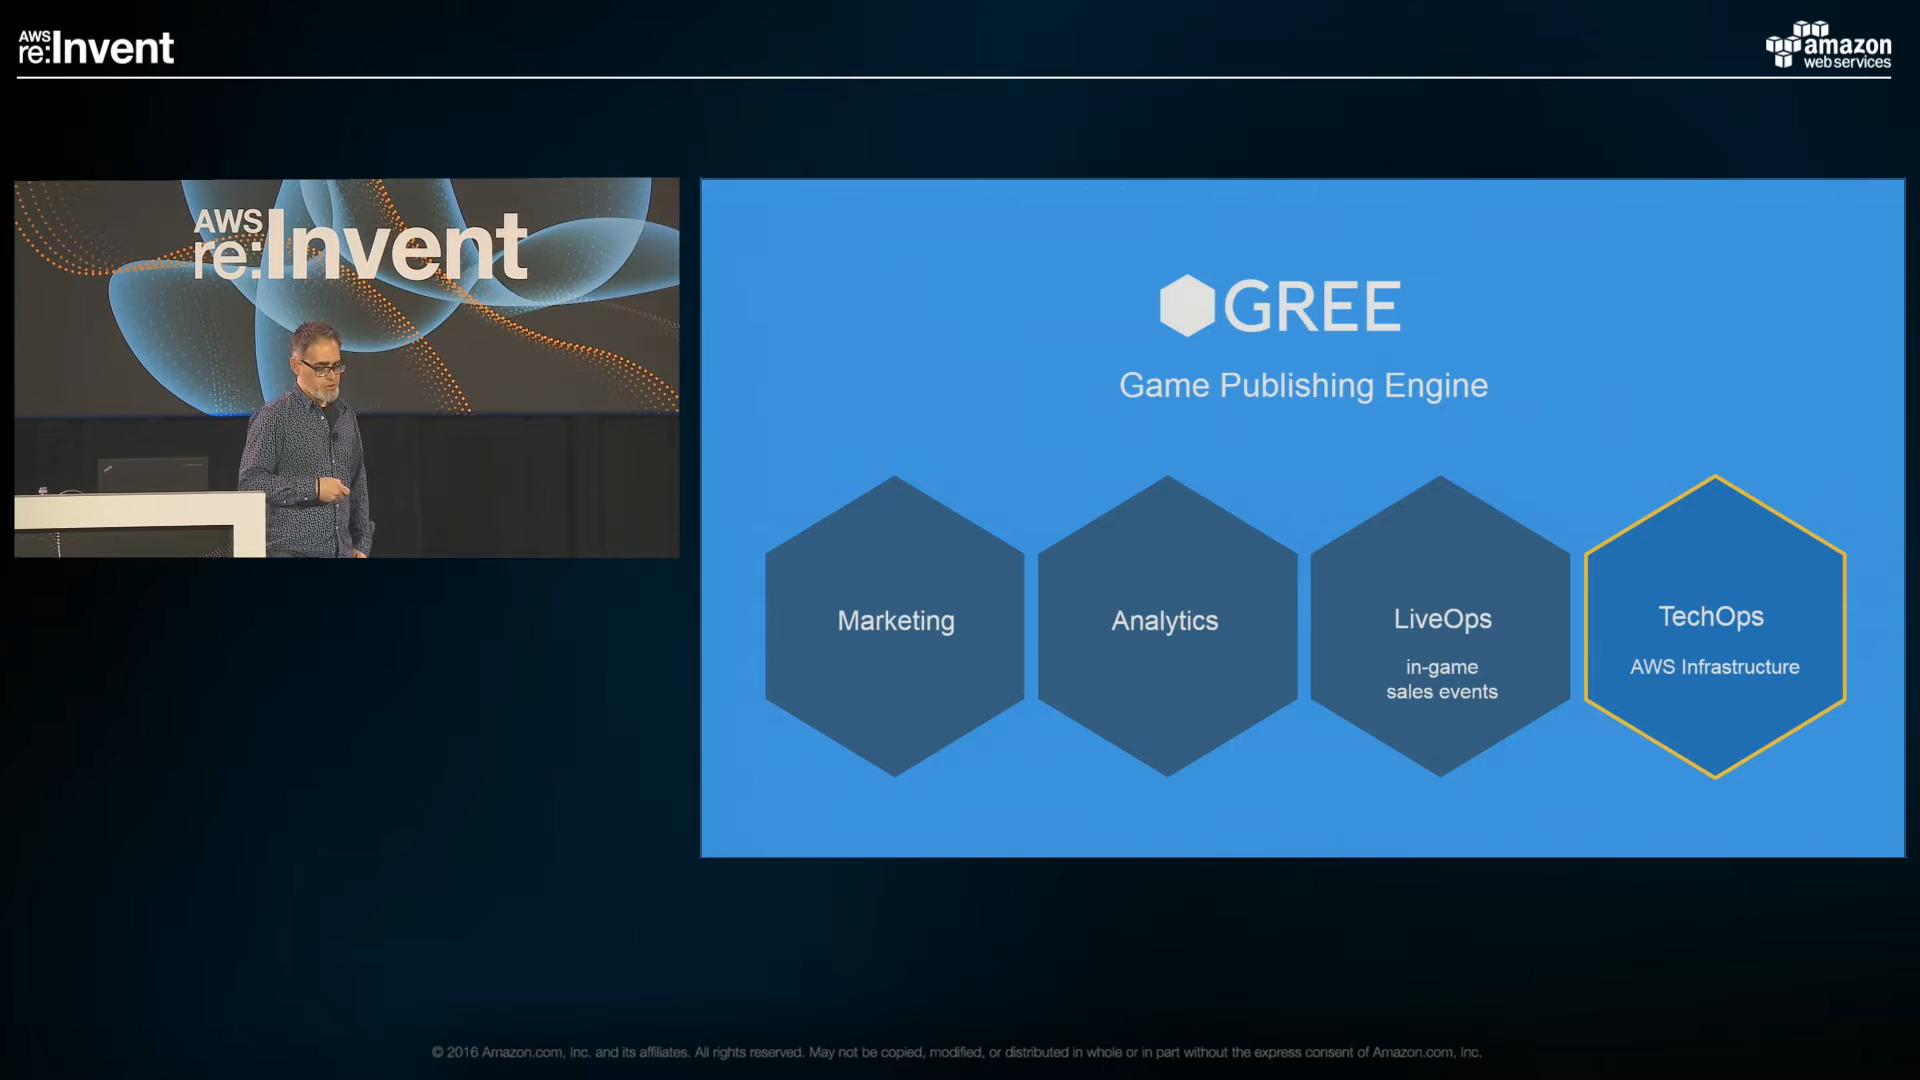 AWS
re:Invent
amazon
web services
AWS
re:Invent
GREE
Game Publishing Engine
Marketing
Analytics
LiveOps
in-game
sales events
TechOps
AWS Infrastructure
© 2016 Amazon.com, Inc. and its affiliates. All rights reserved. May not be copied, modified, or distributed in whole or in part without the express consent of Amazon.com, Inc.